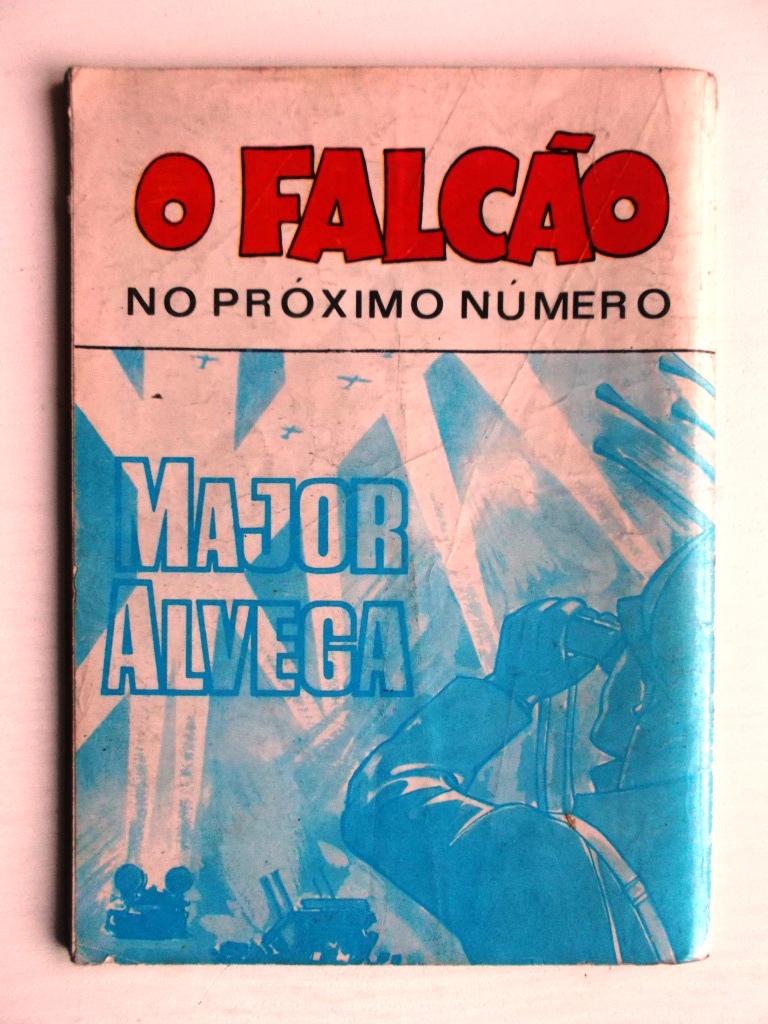 O FALCÃO
NO PRÓXIMO NÚMERO
MAJOR
ALVEGA